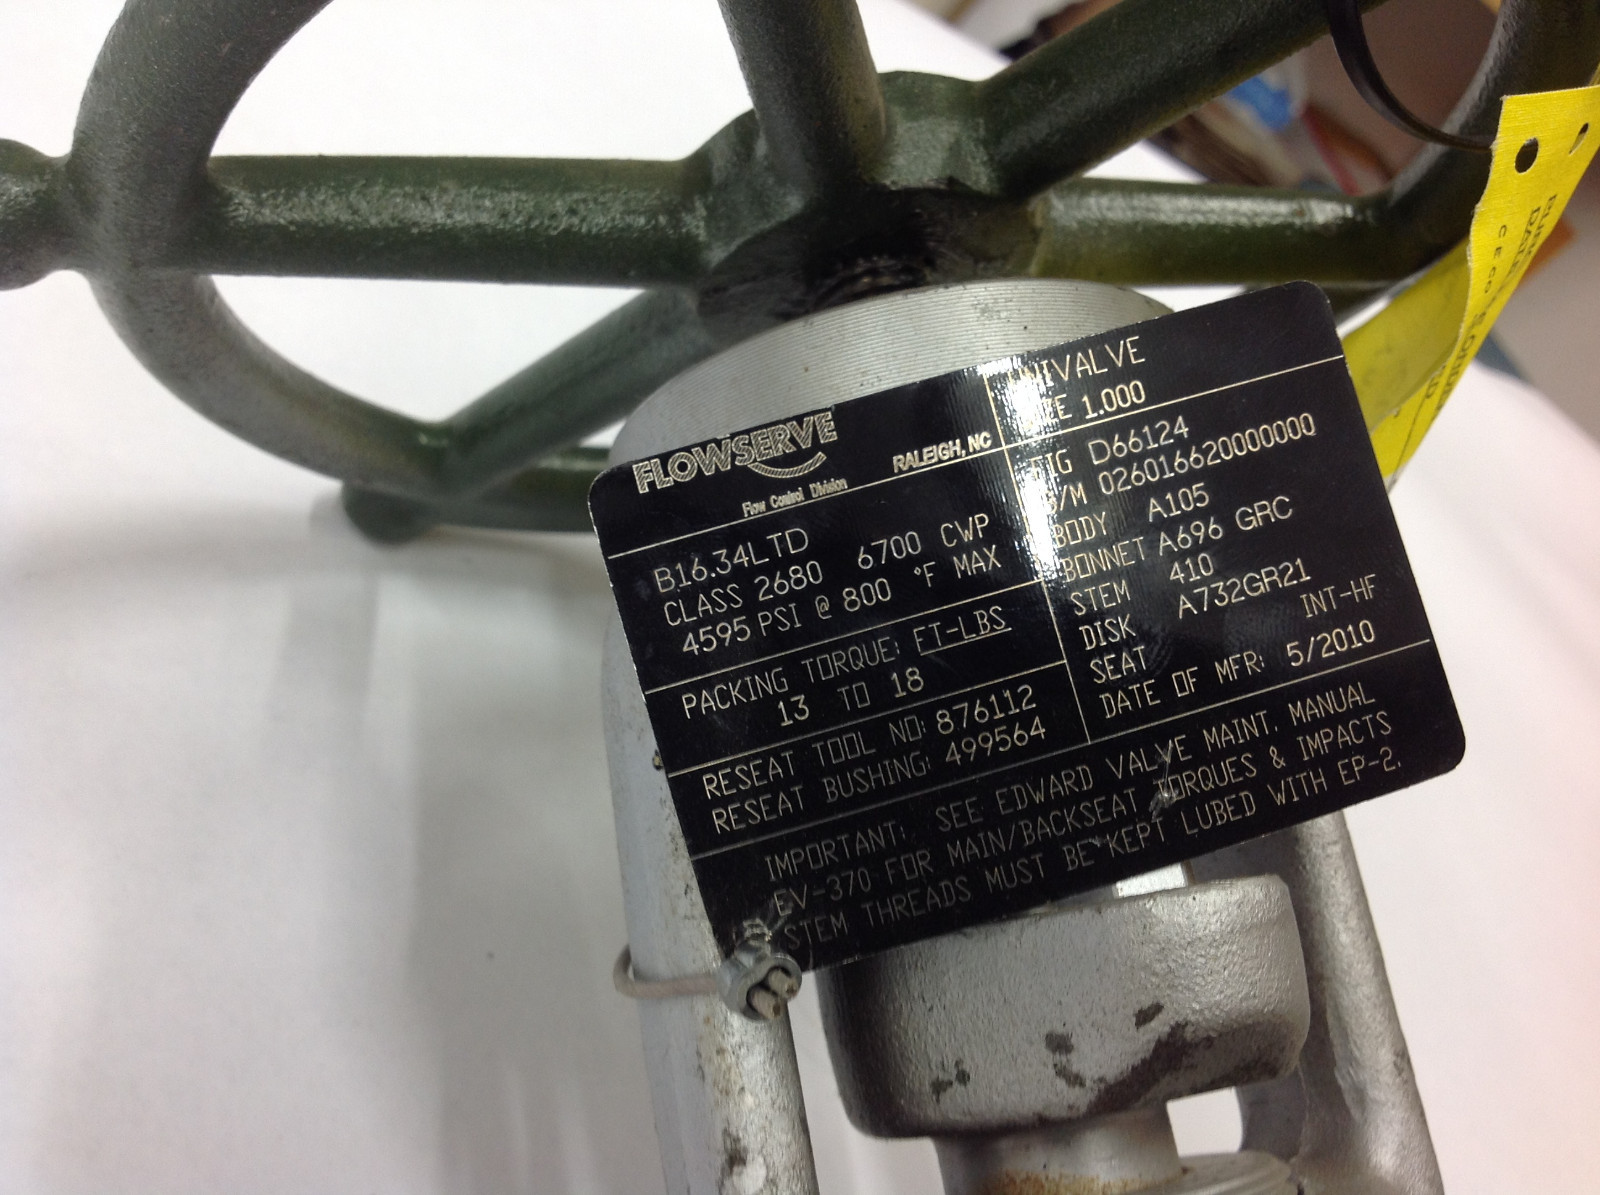 FLOWSERVE
RALEIGH, NC
Flow Control Division
B16.34LTD
CLASS 2680 6700 CWP
4595 PSI @ 800 °F MAX
PACKING TORQUE: FT-LBS
13 TO 18
RESEAT TOOL NO: 876112
RESEAT BUSHING: 499564
1.000
D66124
02601662000000
BODY A105
BONNET A696 GRC
STEM 410
DISK A732GR21
SEAT INT-HF
DATE OF MFR: 5/2010
IMPORTANT: SEE EDWARD VALVE MAINT. MANUAL
EV-370 FOR MAIN/BACKSEAT TORQUES & IMPACTS
STEM THREADS MUST BE KEPT LUBED WITH EP-2.